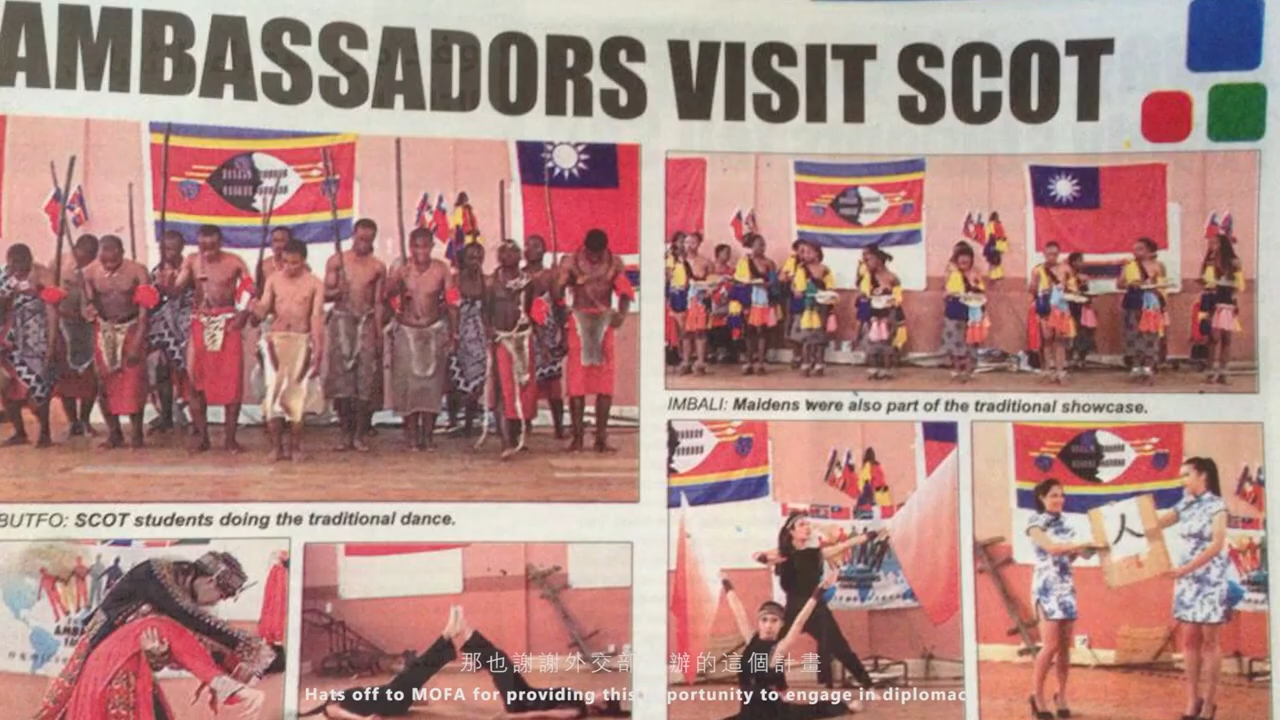 AMBASSADORS VISIT SCOT
IMBALI: Maidens were also part of the traditional showcase.
BUTFO: SCOT students doing the traditional dance.
人
那也謝謝外交部 辦的這個計畫
Hats off to MOFA for providing this portunity to engage in diplomac